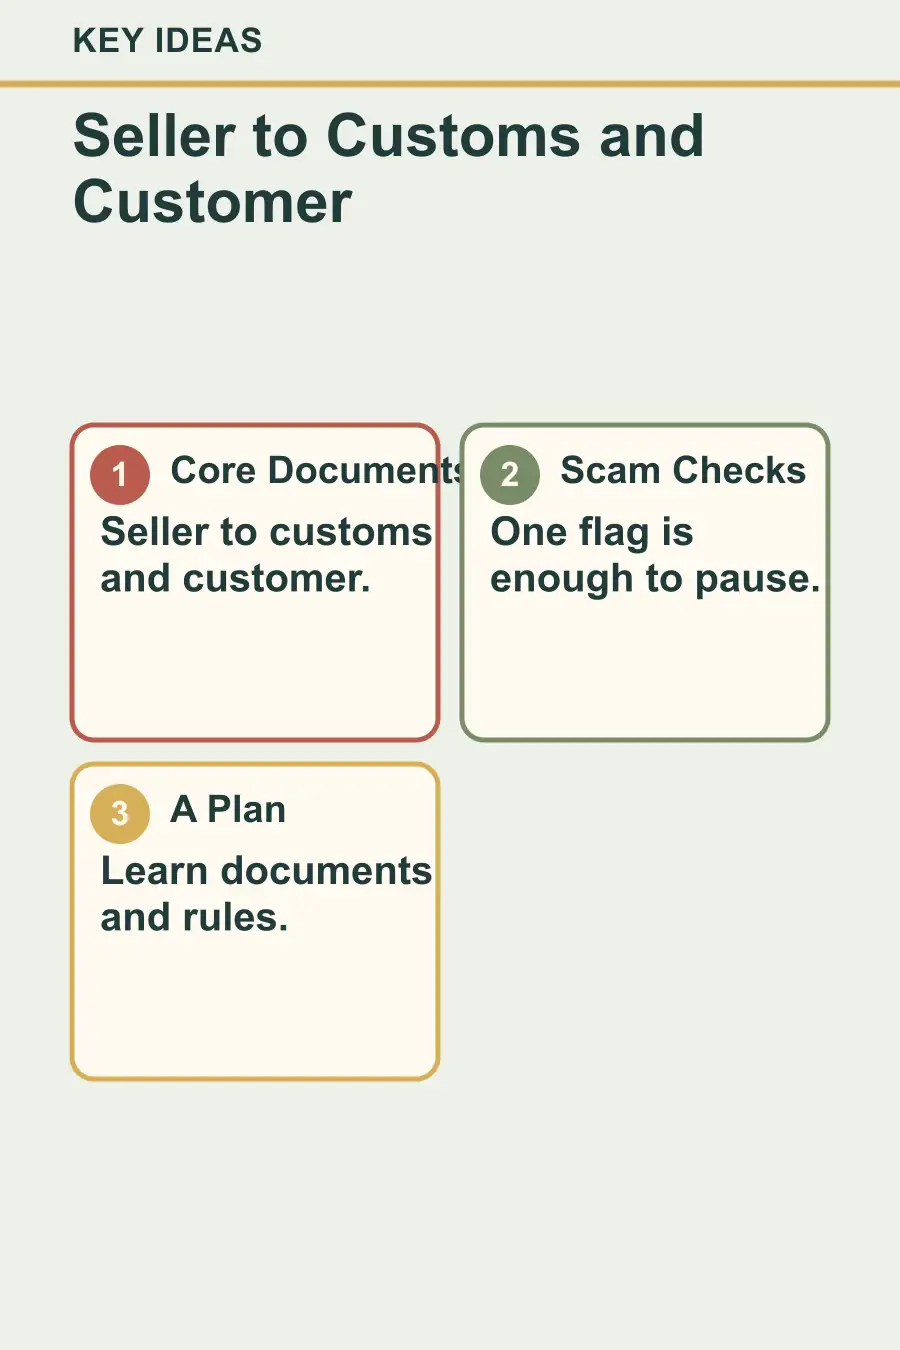 KEY IDEAS
Seller to Customs and
Customer
1
Core Documents
Seller to customs
and customer.
2
Scam Checks
One flag is
enough to pause.
3
A Plan
Learn documents
and rules.